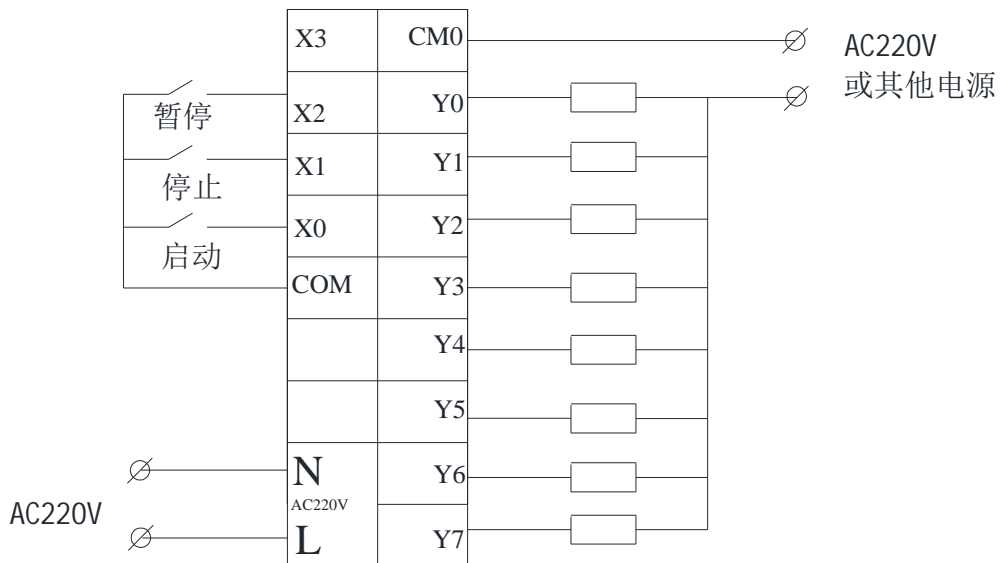 X3 CM0
AC220V
或其他电源
X2 Y0
暂停
X1 Y1
停止
X0 Y2
启动
COM Y3
Y4
Y5
N Y6
AC220V
AC220V
L Y7